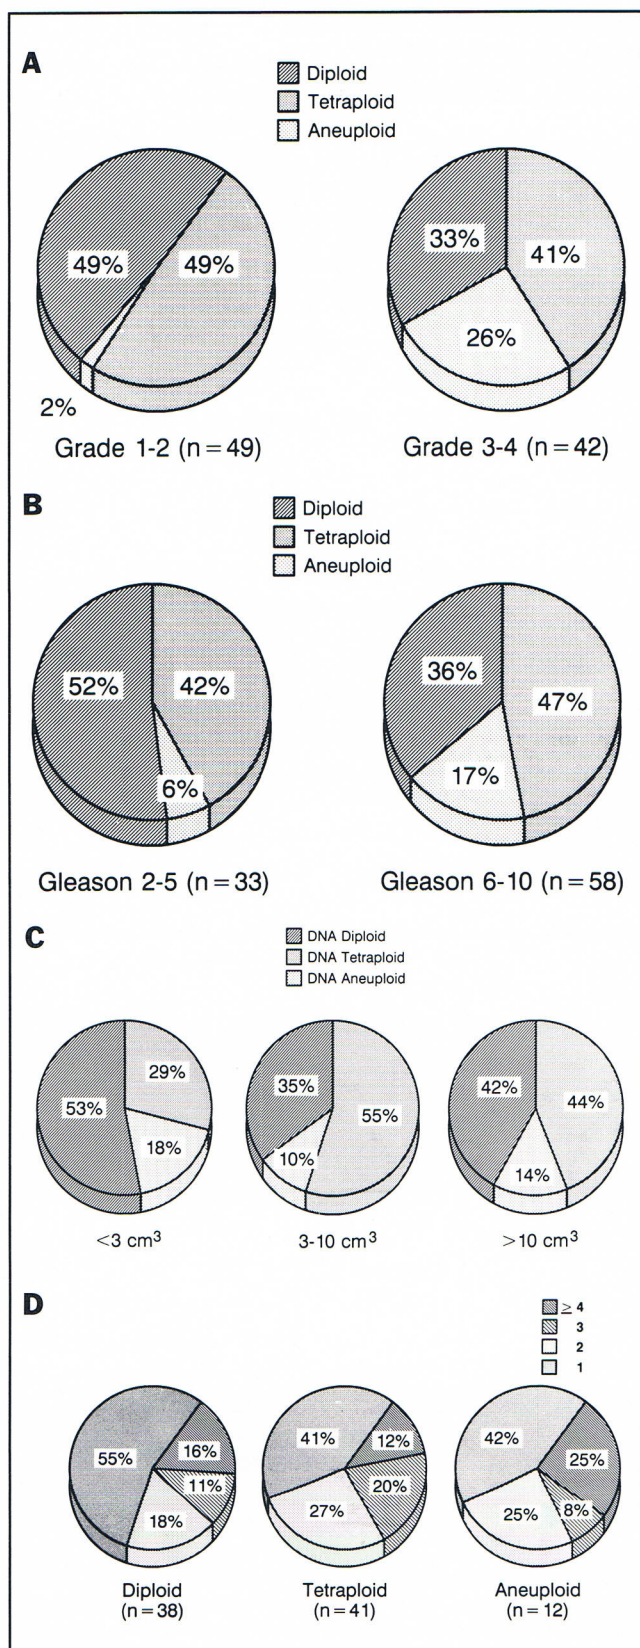 A
Diploid
Tetraploid
Aneuploid
49% 49%
2%
33% 41%
26%
Grade 1-2 (n=49) Grade 3-4 (n=42)
B
Diploid
Tetraploid
Aneuploid
52% 42%
6%
36% 47%
17%
Gleason 2-5 (n=33) Gleason 6-10 (n=58)
C
DNA Diploid
DNA Tetraploid
DNA Aneuploid
53% 29%
18%
35% 55%
10%
42% 44%
14%
<3 cm³ 3-10 cm³ >10 cm³
D
≥ 4
3
2
1
55% 16%
11%
18%
41% 12%
20%
27%
42% 25%
8%
25%
Diploid Tetraploid Aneuploid
(n=38) (n=41) (n=12)